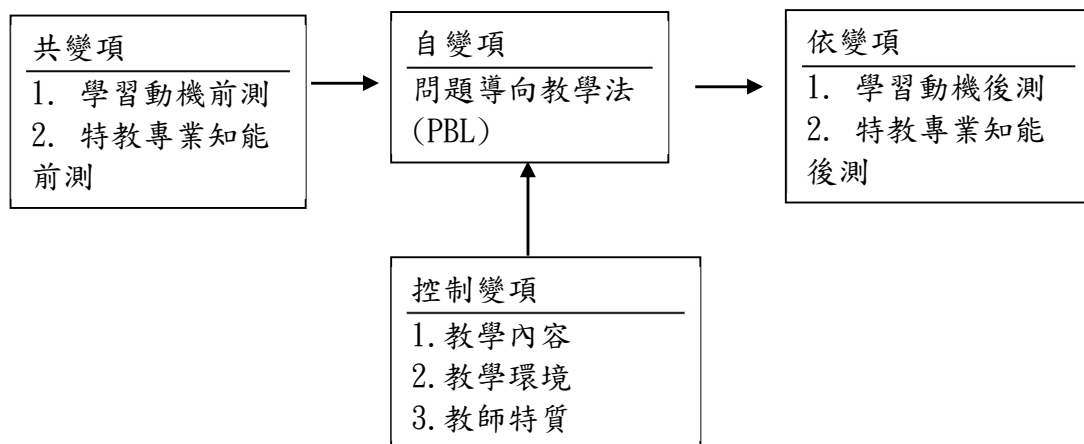 共變項
1. 學習動機前測
2. 特教專業知能
前測
自變項
問題導向教學法
(PBL)
依變項
1. 學習動機後測
2. 特教專業知能
後測
控制變項
1.教學內容
2.教學環境
3.教師特質